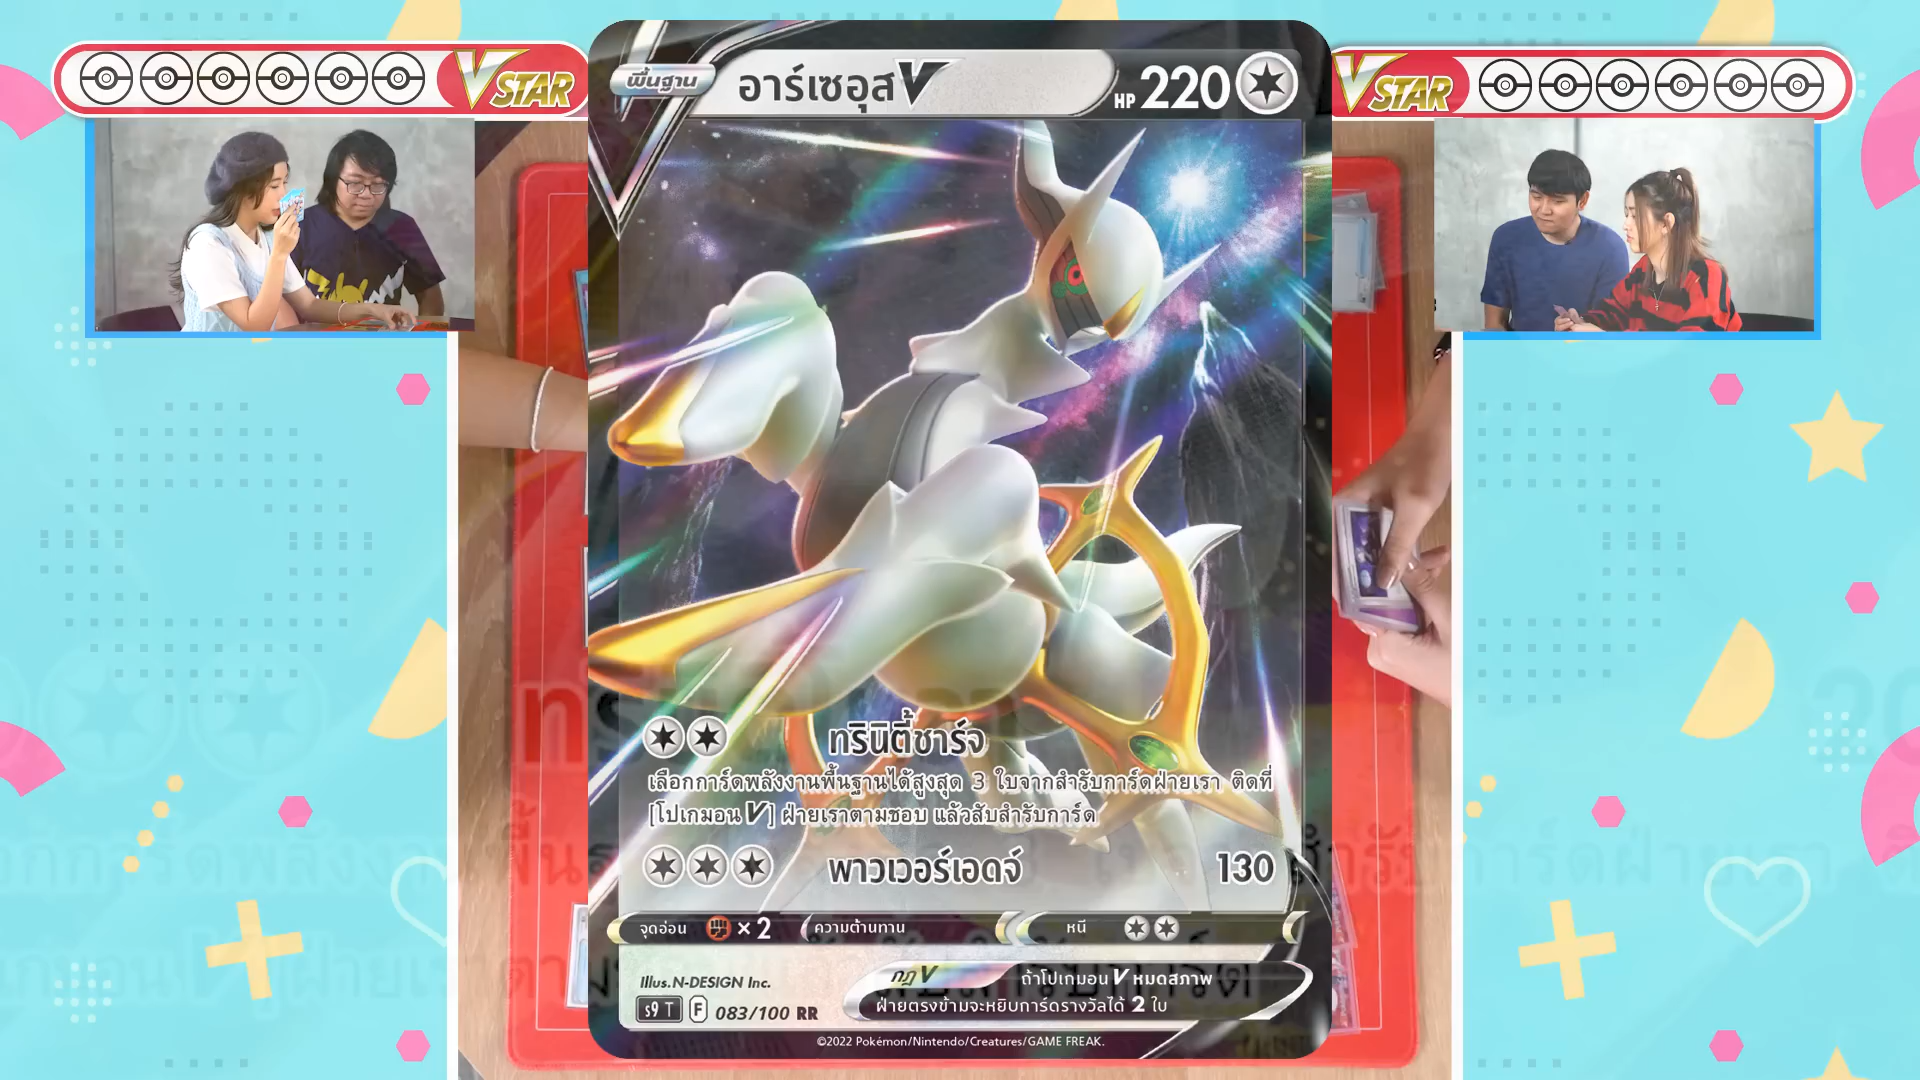 VSTAR
VSTAR
พื้นฐาน อาร์เซอุสV HP 220
ทรินิตี้ชาร์จ
เลือกการ์ดพลังงานพื้นฐานได้สูงสุด 3 ใบจากสำรับการ์ดฝ่ายเรา ติดที่
[โปเกมอนV] ฝ่ายเราตามชอบ แล้วสับสำรับการ์ด
พาวเวอร์เอดจ์ 130
จุดอ่อน ×2 ความต้านทาน หนี
Illus.N-DESIGN Inc.
s9 T F 083/100 RR
กฎV ถ้าโปเกมอนV หมดสภาพ
ฝ่ายตรงข้ามจะหยิบการ์ดรางวัลได้ 2 ใบ
©2022 Pokémon/Nintendo/Creatures/GAME FREAK.